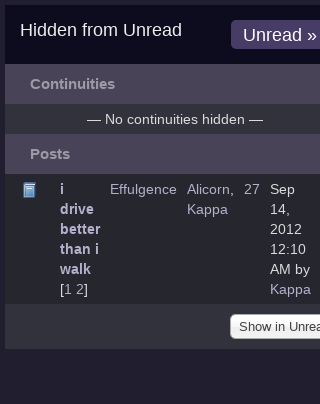 Hidden from Unread
Unread »
Continuities
— No continuities hidden —
Posts
i drive better than i walk [1 2] Effulgence Alicorn, Kappa 27 Sep 14, 2012 12:10 AM by Kappa
Show in Unrea